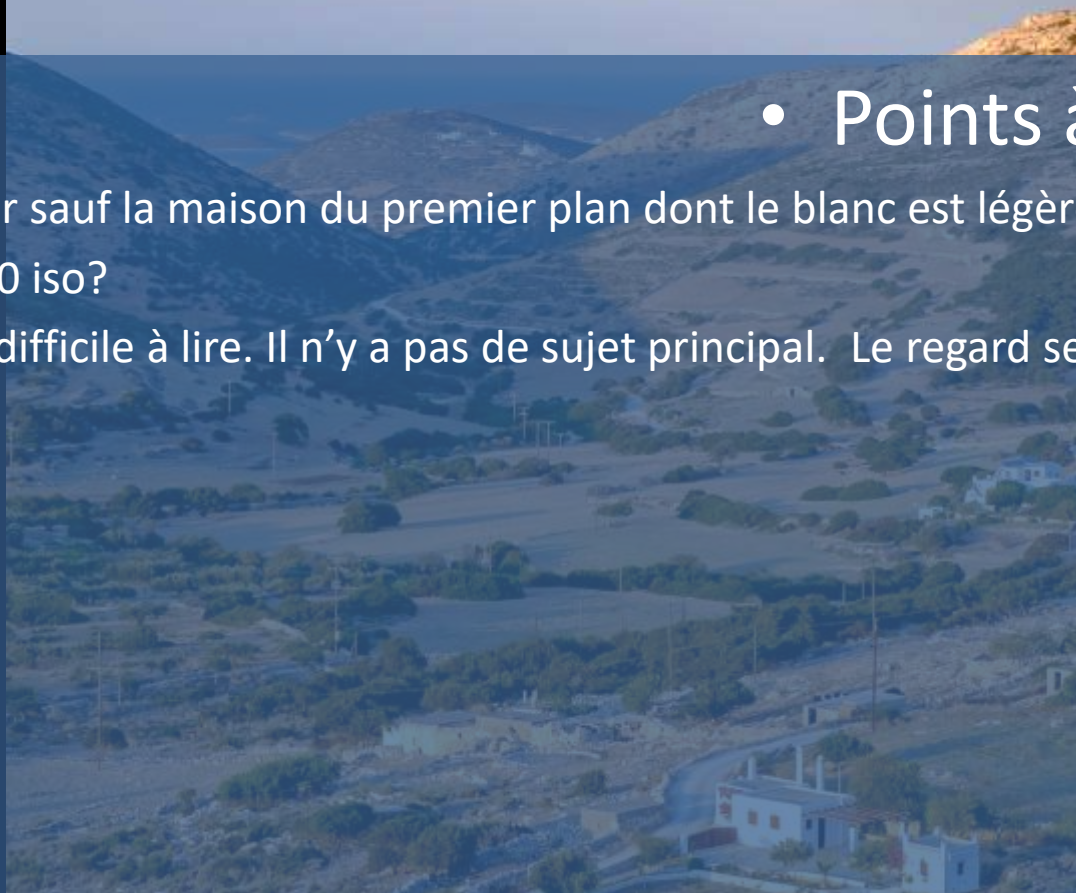 • Points à
r sauf la maison du premier plan dont le blanc est légèr
0 iso?
difficile à lire. Il n’y a pas de sujet principal.  Le regard se